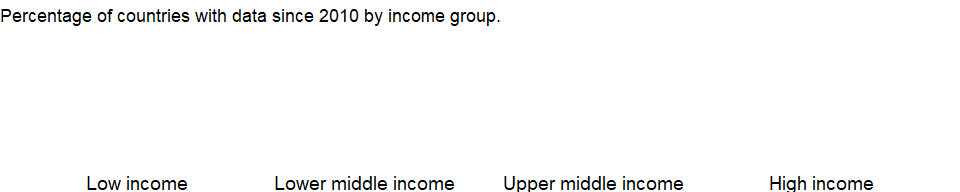 Percentage of countries with data since 2010 by income group.
Low income Lower middle income Upper middle income High income